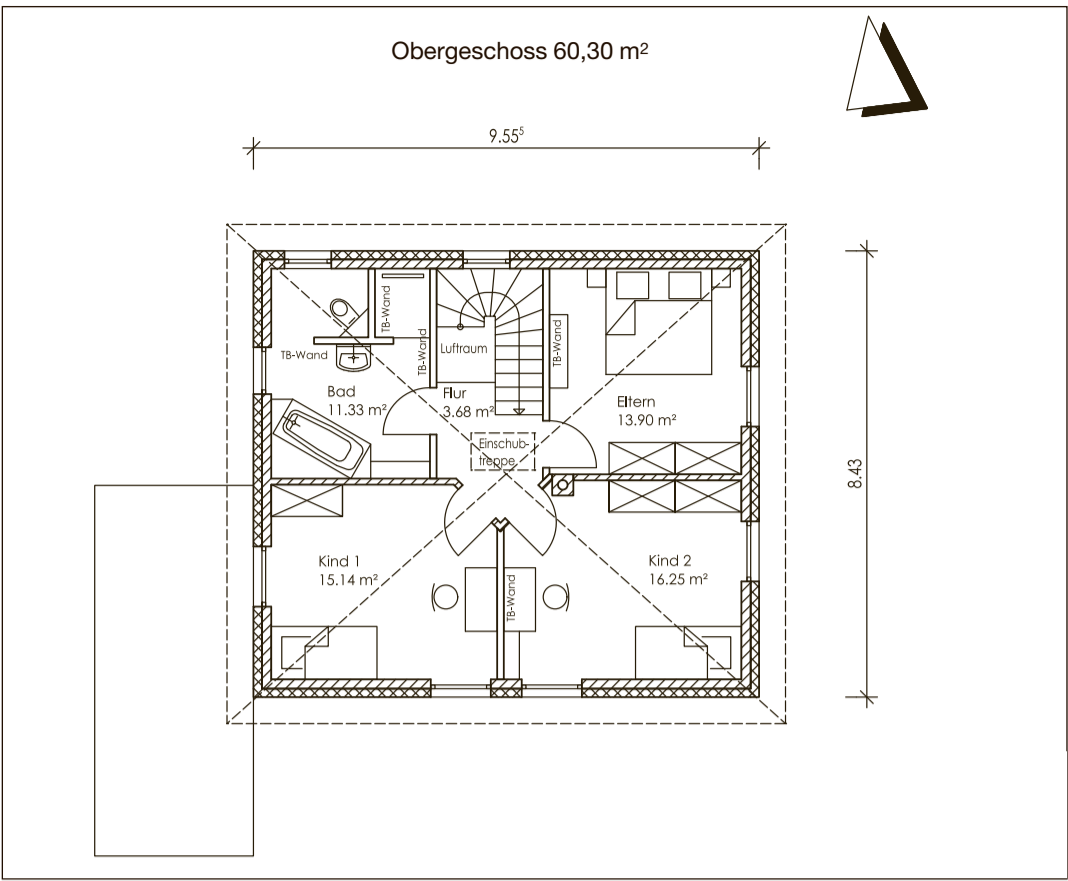 Obergeschoss 60,30 m²
9.55⁵
8.43
TB-Wand
TB-Wand
TB-Wand
TB-Wand
Luftraum
Bad
11.33 m²
Flur
3.68 m²
Eltern
13.90 m²
Einschub-
treppe
Kind 1
15.14 m²
Kind 2
16.25 m²
TB-Wand